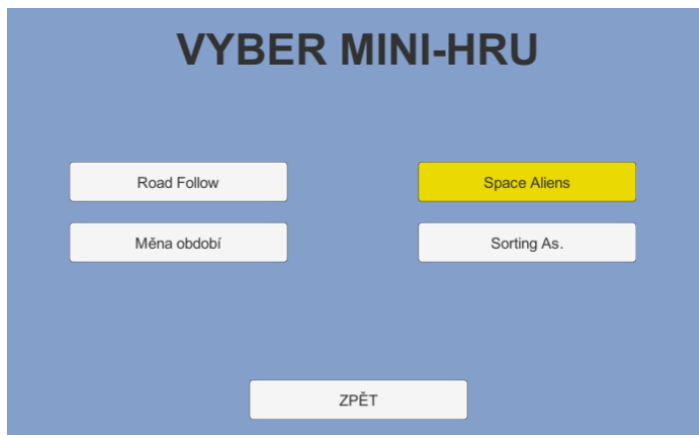 VYBER MINI-HRU
Road Follow
Space Aliens
Měna období
Sorting As.
ZPĚT